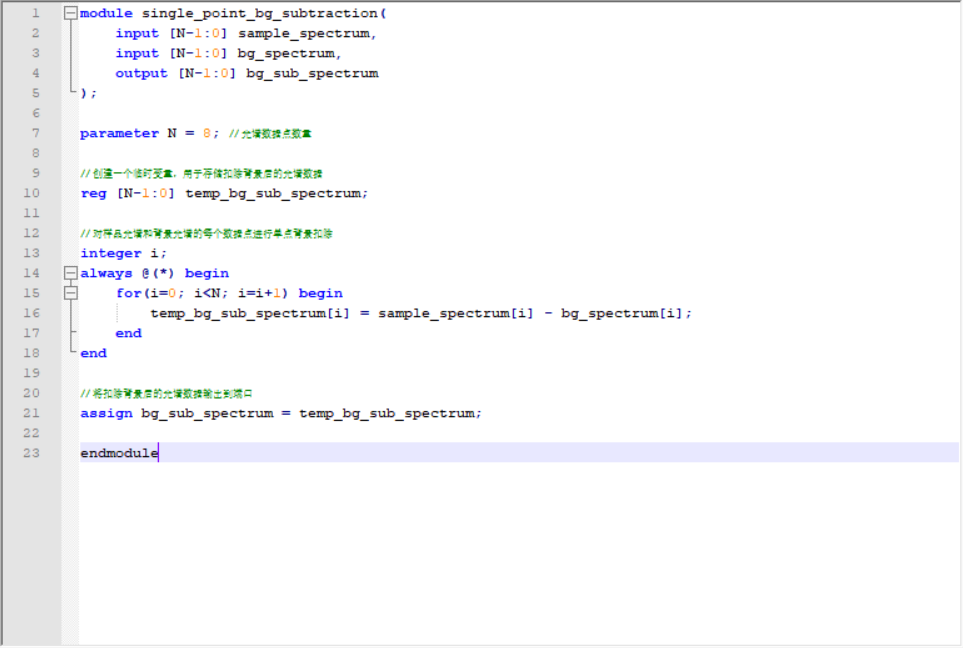 1 module single_point_bg_subtraction(
2 input [N-1:0] sample_spectrum,
3 input [N-1:0] bg_spectrum,
4 output [N-1:0] bg_sub_spectrum
5 );
6
7 parameter N = 8; //光谱数据点数量
8
9 //创建一个临时变量，用于存储扣除背景后的光谱数据
10 reg [N-1:0] temp_bg_sub_spectrum;
11
12 //对样品光谱和背景光谱的每个数据点进行单点背景扣除
13 integer i;
14 always @(*) begin
15 for(i=0; i<N; i=i+1) begin
16 temp_bg_sub_spectrum[i] = sample_spectrum[i] - bg_spectrum[i];
17 end
18 end
19
20 //将扣除背景后的光谱数据输出到端口
21 assign bg_sub_spectrum = temp_bg_sub_spectrum;
22
23 endmodule